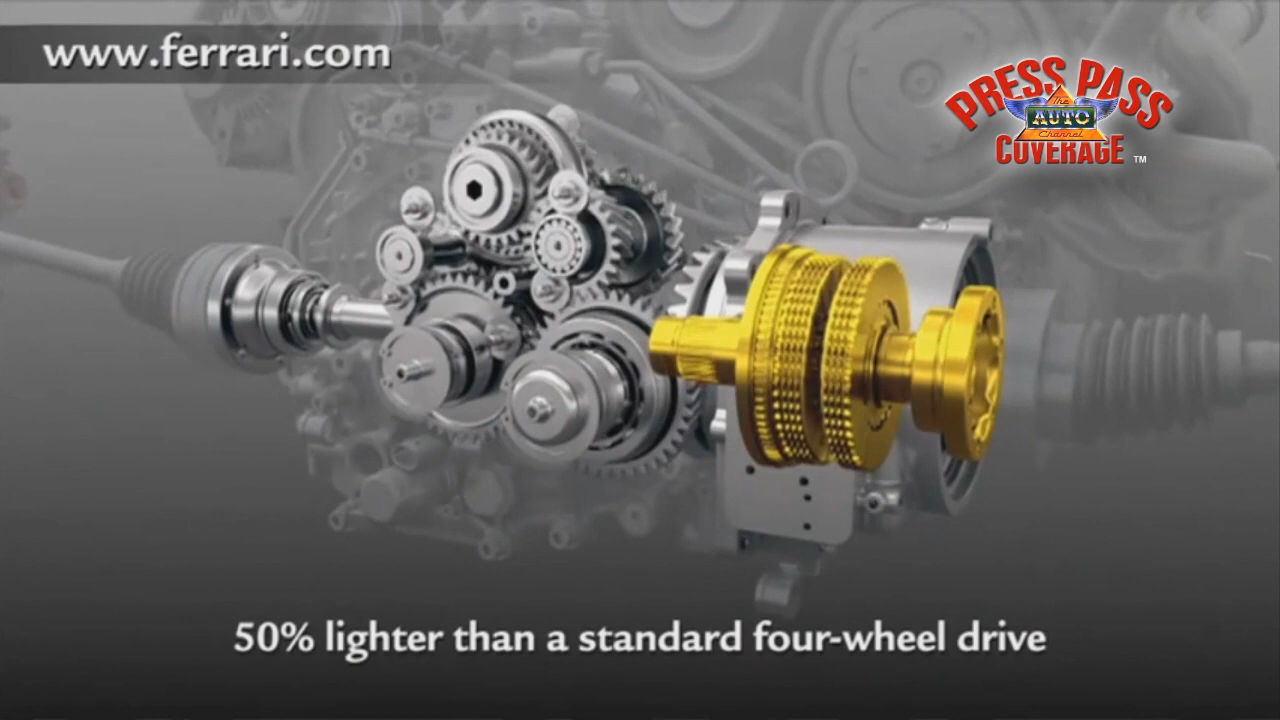 www.ferrari.com
PRESS PASS
The
AUTO
Channel
COVERAGE ™
50% lighter than a standard four-wheel drive